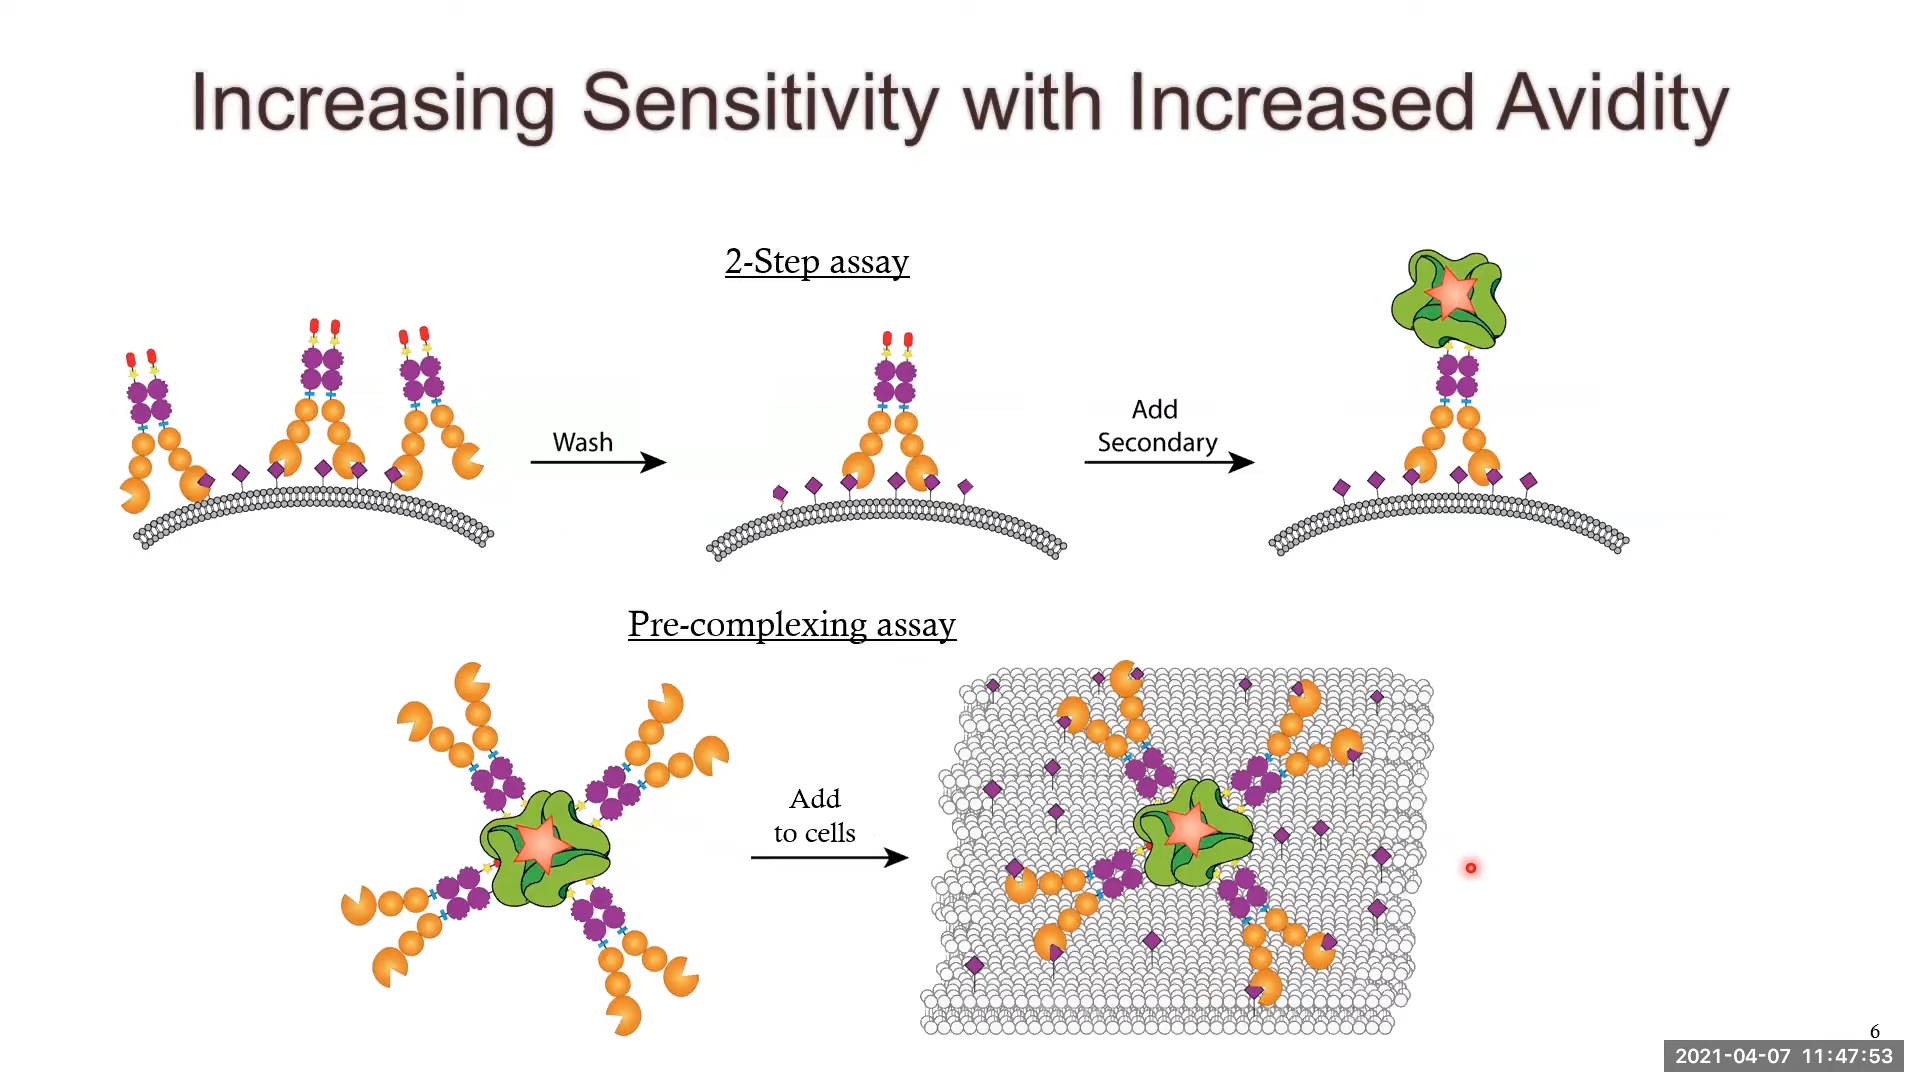 Increasing Sensitivity with Increased Avidity
2-Step assay
Wash
Add
Secondary
Pre-complexing assay
Add
to cells
6
2021-04-07 11:47:53